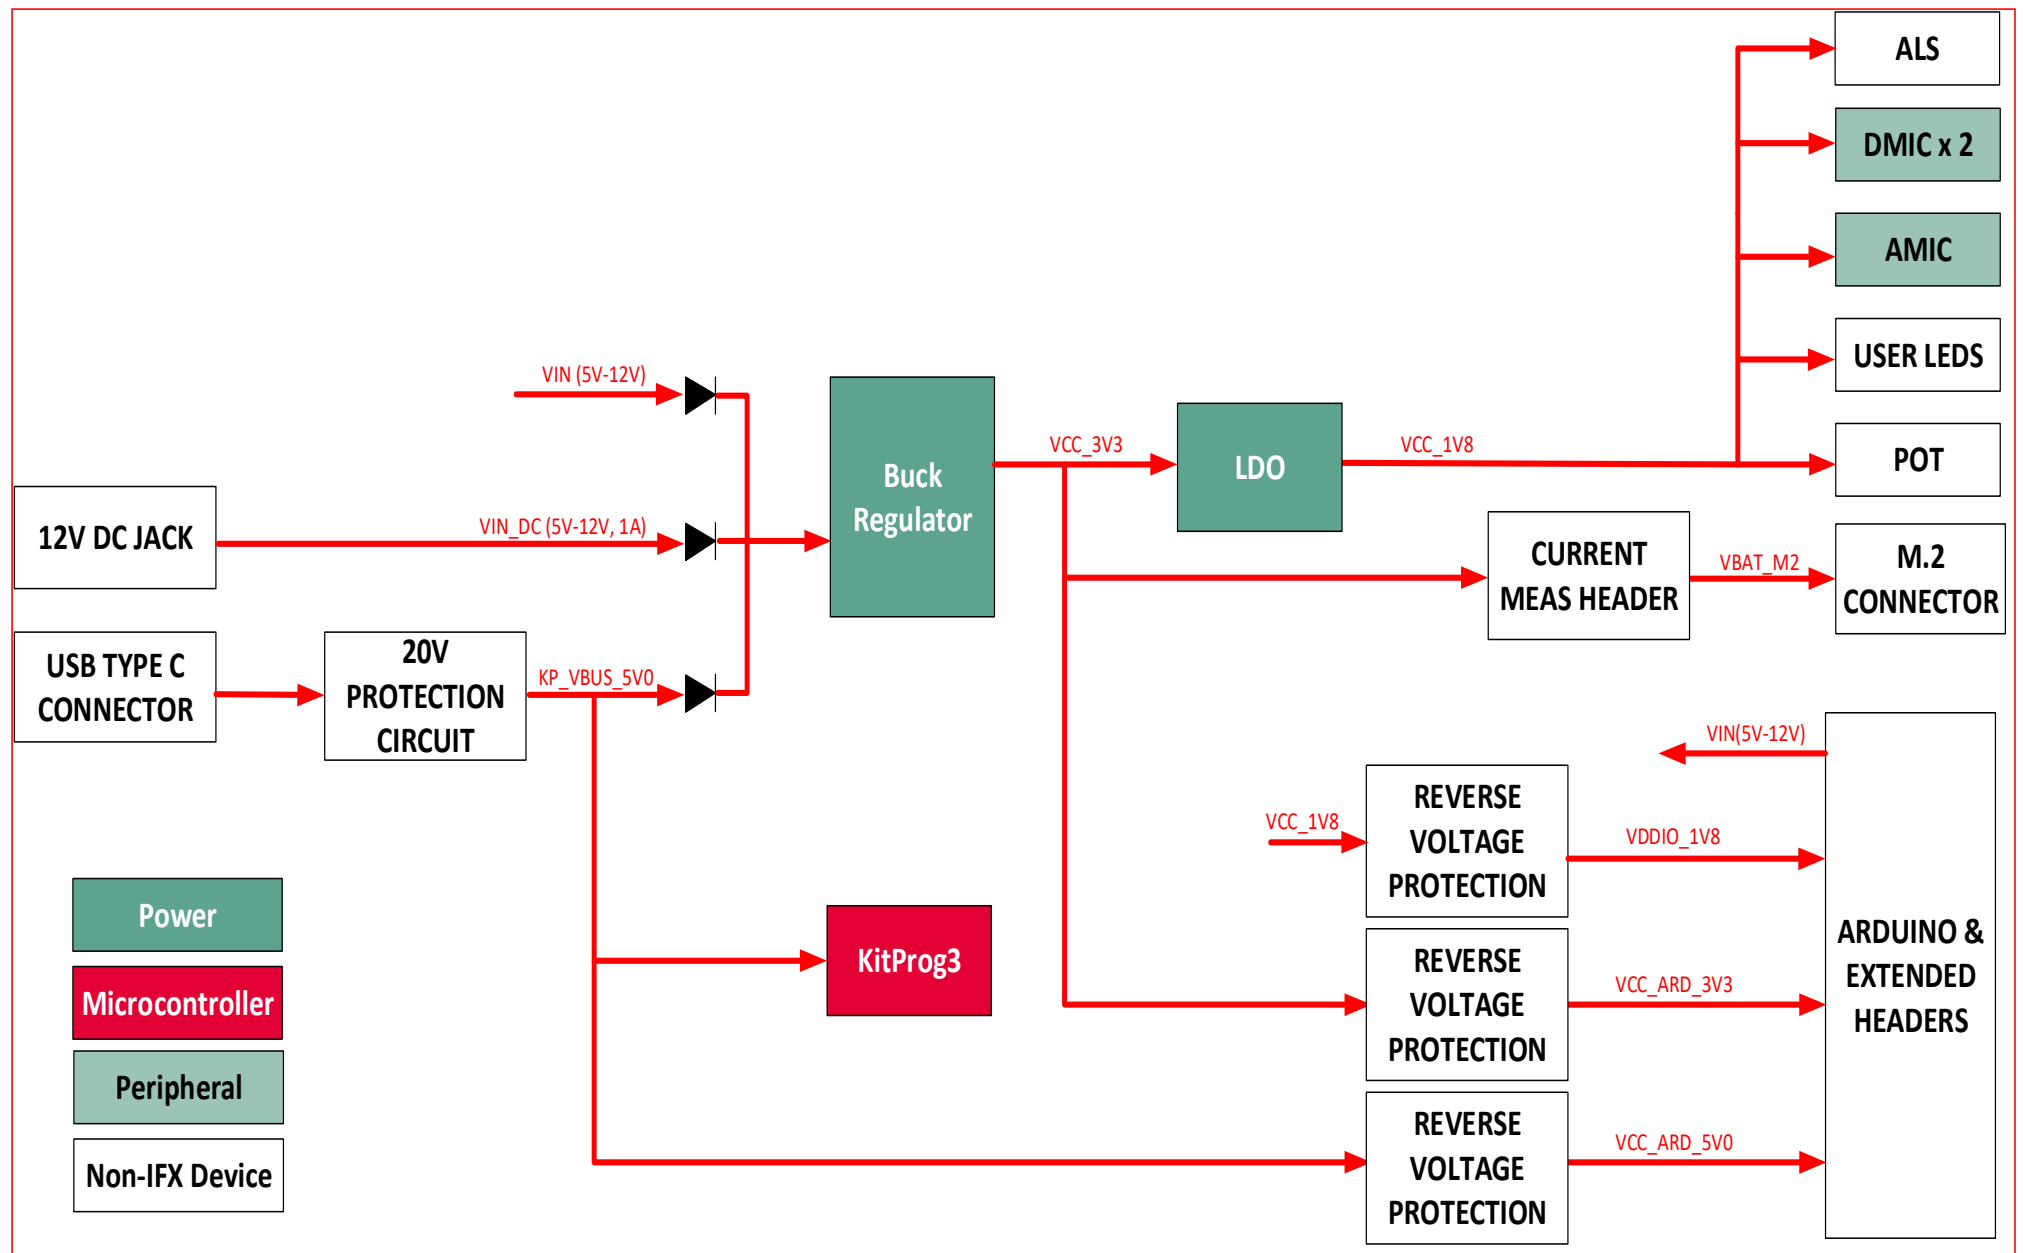 ALS
DMIC x 2
AMIC
USER LEDS
POT
VIN (5V-12V)
Buck
Regulator
VCC_3V3
LDO
VCC_1V8
12V DC JACK
VIN_DC (5V-12V, 1A)
CURRENT
MEAS HEADER
VBAT_M2
M.2
CONNECTOR
USB TYPE C
CONNECTOR
20V
PROTECTION
CIRCUIT
KP_VBUS_5V0
VIN(5V-12V)
VCC_1V8
REVERSE
VOLTAGE
PROTECTION
VDDIO_1V8
ARDUINO &
EXTENDED
HEADERS
KitProg3
REVERSE
VOLTAGE
PROTECTION
VCC_ARD_3V3
REVERSE
VOLTAGE
PROTECTION
VCC_ARD_5V0
Power
Microcontroller
Peripheral
Non-IFX Device